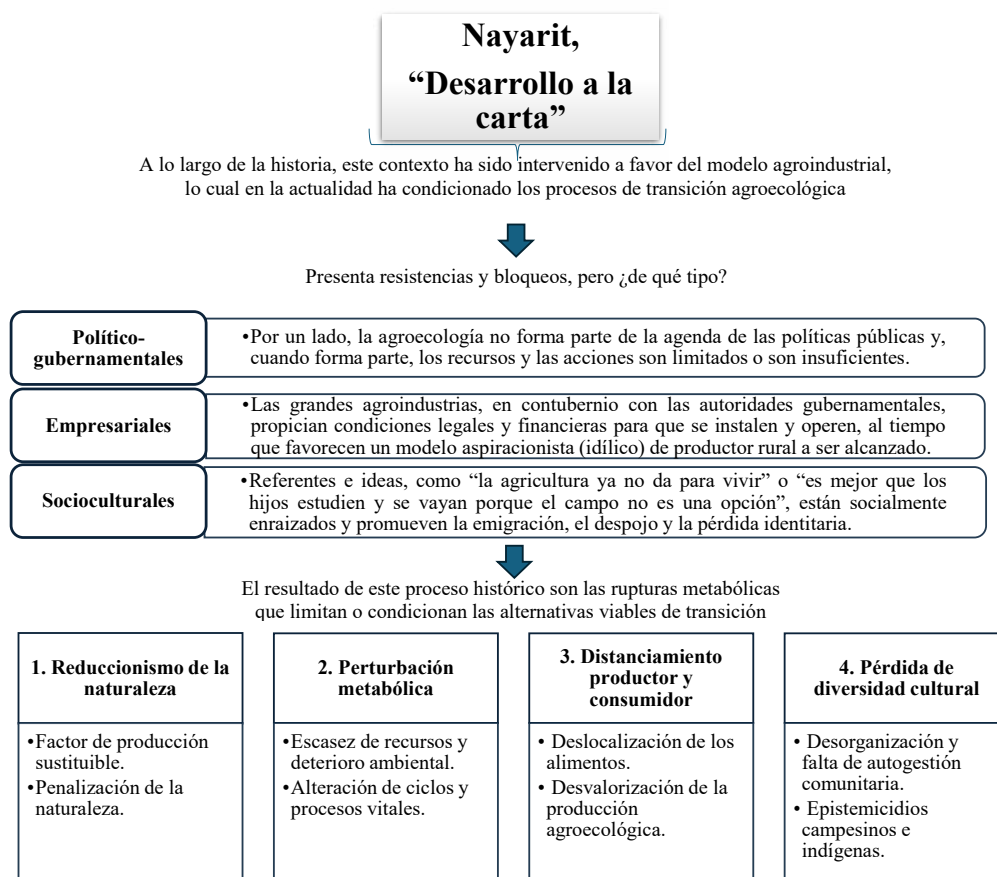 Nayarit,
“Desarrollo a la
carta”
A lo largo de la historia, este contexto ha sido intervenido a favor del modelo agroindustrial,
lo cual en la actualidad ha condicionado los procesos de transición agroecológica
Presenta resistencias y bloqueos, pero ¿de qué tipo?
Político-
gubernamentales
•Por un lado, la agroecología no forma parte de la agenda de las políticas públicas y,
cuando forma parte, los recursos y las acciones son limitados o son insuficientes.
Empresariales
•Las grandes agroindustrias, en contubernio con las autoridades gubernamentales,
propician condiciones legales y financieras para que se instalen y operen, al tiempo
que favorecen un modelo aspiracionista (idílico) de productor rural a ser alcanzado.
Socioculturales
•Referentes e ideas, como “la agricultura ya no da para vivir” o “es mejor que los
hijos estudien y se vayan porque el campo no es una opción”, están socialmente
enraizados y promueven la emigración, el despojo y la pérdida identitaria.
El resultado de este proceso histórico son las rupturas metabólicas
que limitan o condicionan las alternativas viables de transición
1. Reduccionismo de la
naturaleza
•Factor de producción
sustituible.
•Penalización de la
naturaleza.
2. Perturbación
metabólica
•Escasez de recursos y
deterioro ambiental.
•Alteración de ciclos y
procesos vitales.
3. Distanciamiento
productor y
consumidor
• Deslocalización de los
alimentos.
• Desvalorización de la
producción
agroecológica.
4. Pérdida de
diversidad cultural
• Desorganización y
falta de autogestión
comunitaria.
• Epistemicidios
campesinos e
indígenas.